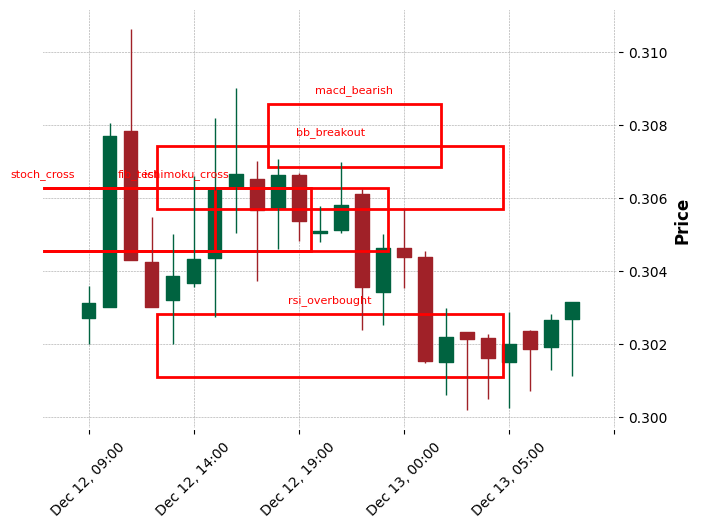 macd_bearish
bb_breakout
stoch_cross
ichimoku_cross
rsi_overbought
0.310
0.308
0.306
0.304
0.302
0.300
Price
Dec 12, 09:00
Dec 12, 14:00
Dec 12, 19:00
Dec 13, 00:00
Dec 13, 05:00